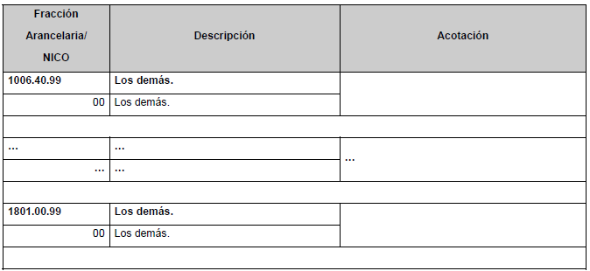 Fracción
Arancelaria/
NICO
Descripción
Acotación
1006.40.99 Los demás.
00 Los demás.
... ...
...
... ...
1801.00.99 Los demás.
00 Los demás.